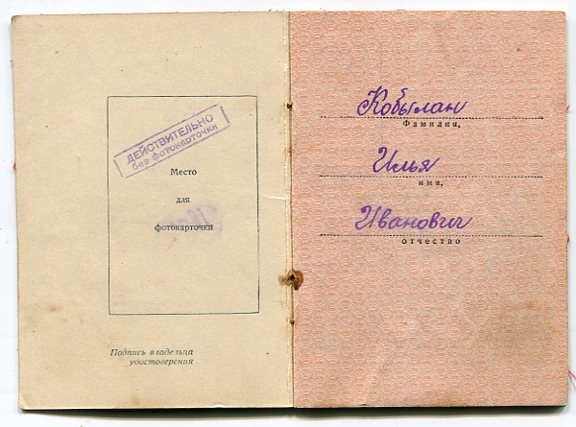 ДЕЙСТВИТЕЛЬНО
без фотокарточки
Место
для
фотокарточки
Подпись владельца
удостоверения
Кобылан
Фамилия,
Илья
имя,
Иванович
отчество